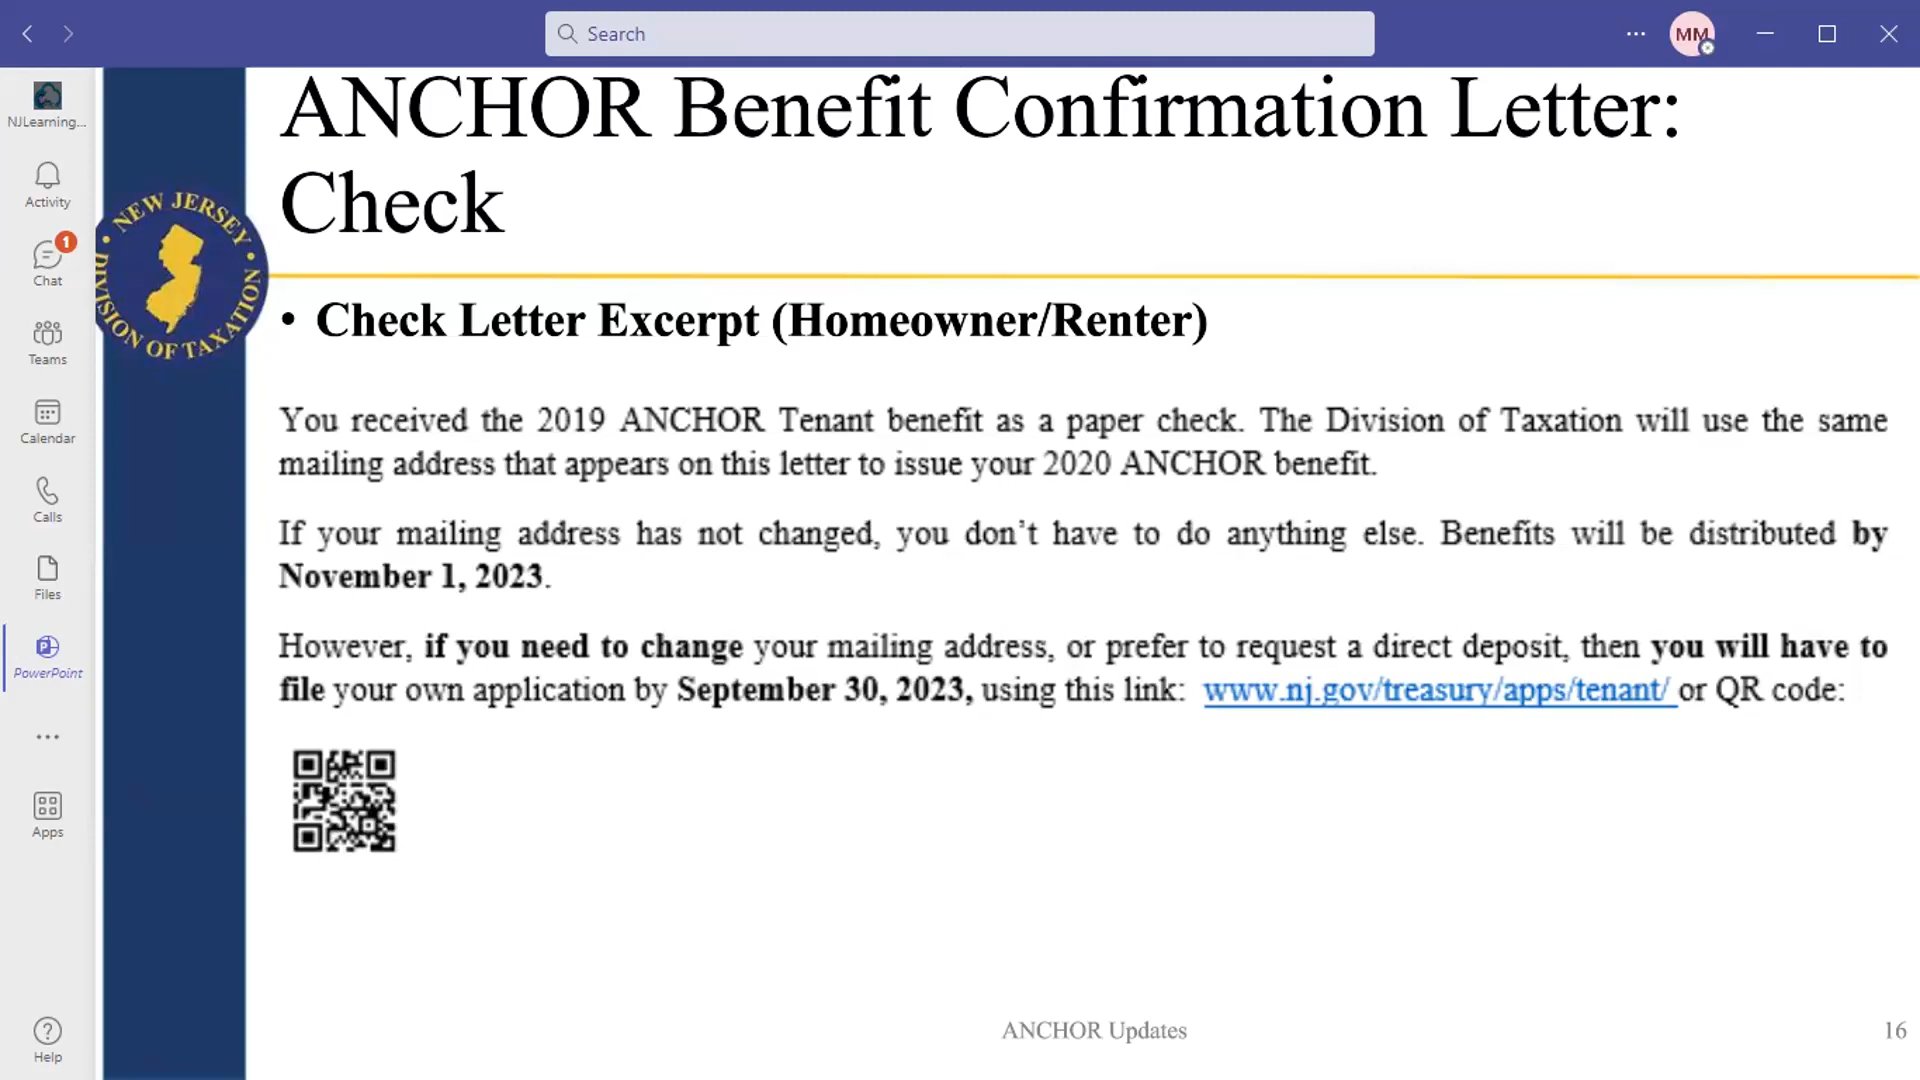 Search
MM
NJLearning...
Activity
1
Chat
Teams
Calendar
Calls
Files
PowerPoint
Apps
Help
NEW JERSEY
DIVISION OF TAXATION
ANCHOR Benefit Confirmation Letter:
Check
• Check Letter Excerpt (Homeowner/Renter)
You received the 2019 ANCHOR Tenant benefit as a paper check. The Division of Taxation will use the same
mailing address that appears on this letter to issue your 2020 ANCHOR benefit.
If your mailing address has not changed, you don’t have to do anything else. Benefits will be distributed by
November 1, 2023.
However, if you need to change your mailing address, or prefer to request a direct deposit, then you will have to
file your own application by September 30, 2023, using this link: www.nj.gov/treasury/apps/tenant/ or QR code:
ANCHOR Updates
16